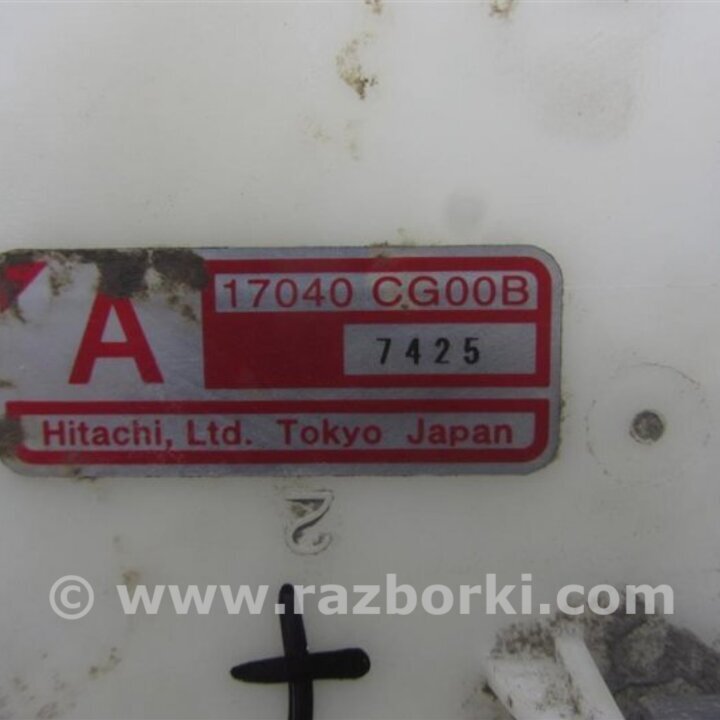 A
17040 CG00B
7425
Hitachi, Ltd. Tokyo Japan
2
© www.razborki.com